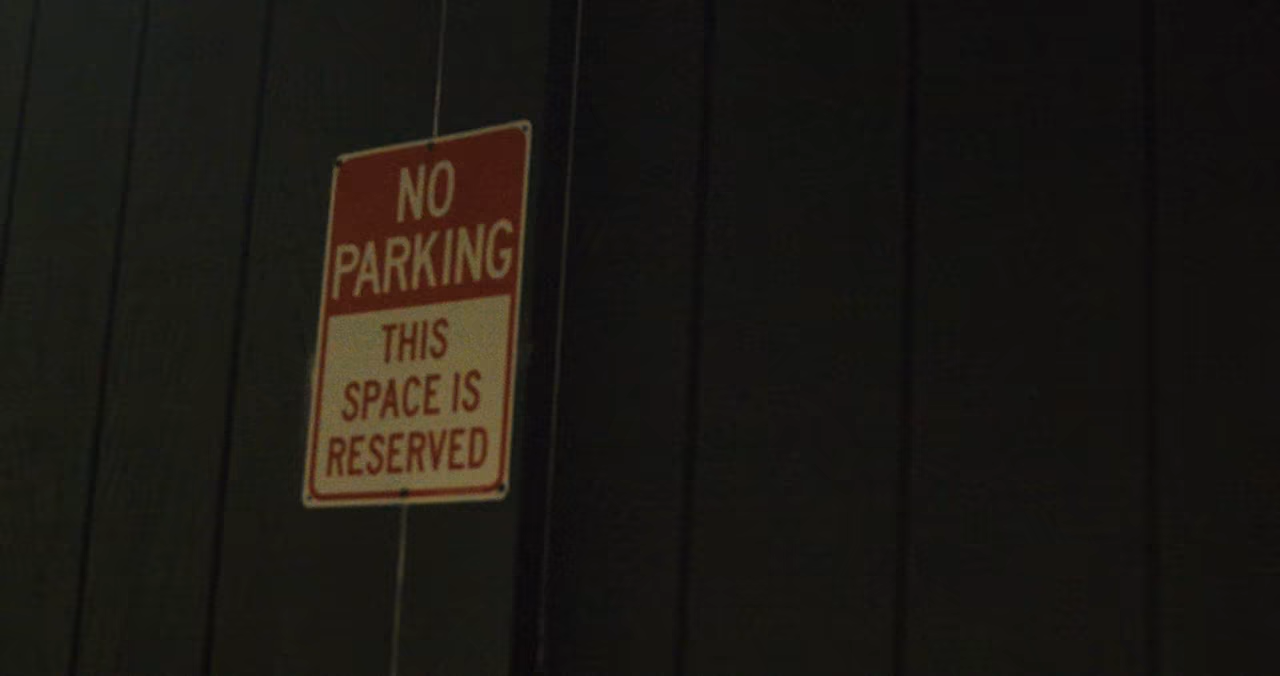 NO
PARKING
THIS
SPACE IS
RESERVED